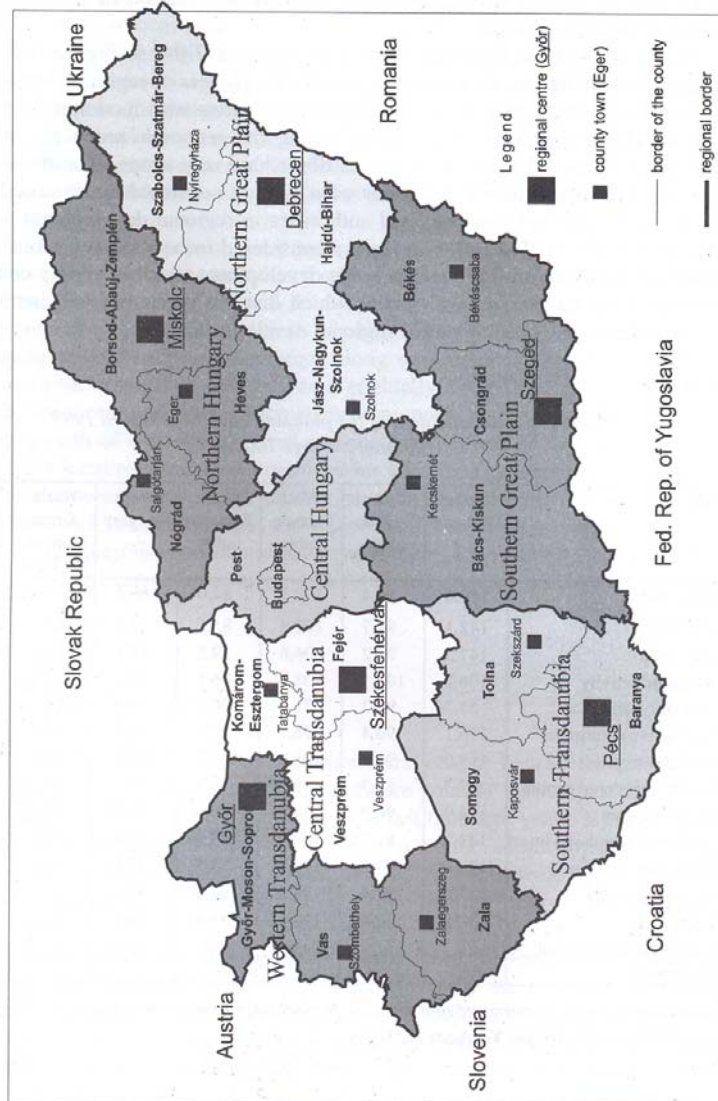 Slovak Republic
Ukraine
Austria
Slovenia
Croatia
Fed. Rep. of Yugoslavia
Romania
Győr
Győr-Moson-Sopro
Western Transdanubia
Vas
Szombathely
Zalaegerszeg
Zala
Komárom-
Esztergom
Tatabánya
Central Transdanubia
Veszprém
Veszprém
Fejér
Székesfehérvár
Somogy
Kaposvár
Tolna
Szekszárd
Southern Transdanubia
Pécs
Baranya
Pest
Budapest
Central Hungary
Nógrád
Salgótarján
Northern Hungary
Eger
Heves
Borsod-Abaúj-Zemplén
Miskolc
Szabolcs-Szatmár-Bereg
Nyíregyháza
Northern Great Plain
Debrecen
Hajdú-Bihar
Jász-Nagykun-
Szolnok
Szolnok
Kecskemét
Bács-Kiskun
Southern Great Plain
Csongrád
Szeged
Békés
Békéscsaba
Legend
regional centre (Győr)
county town (Eger)
border of the county
regional border